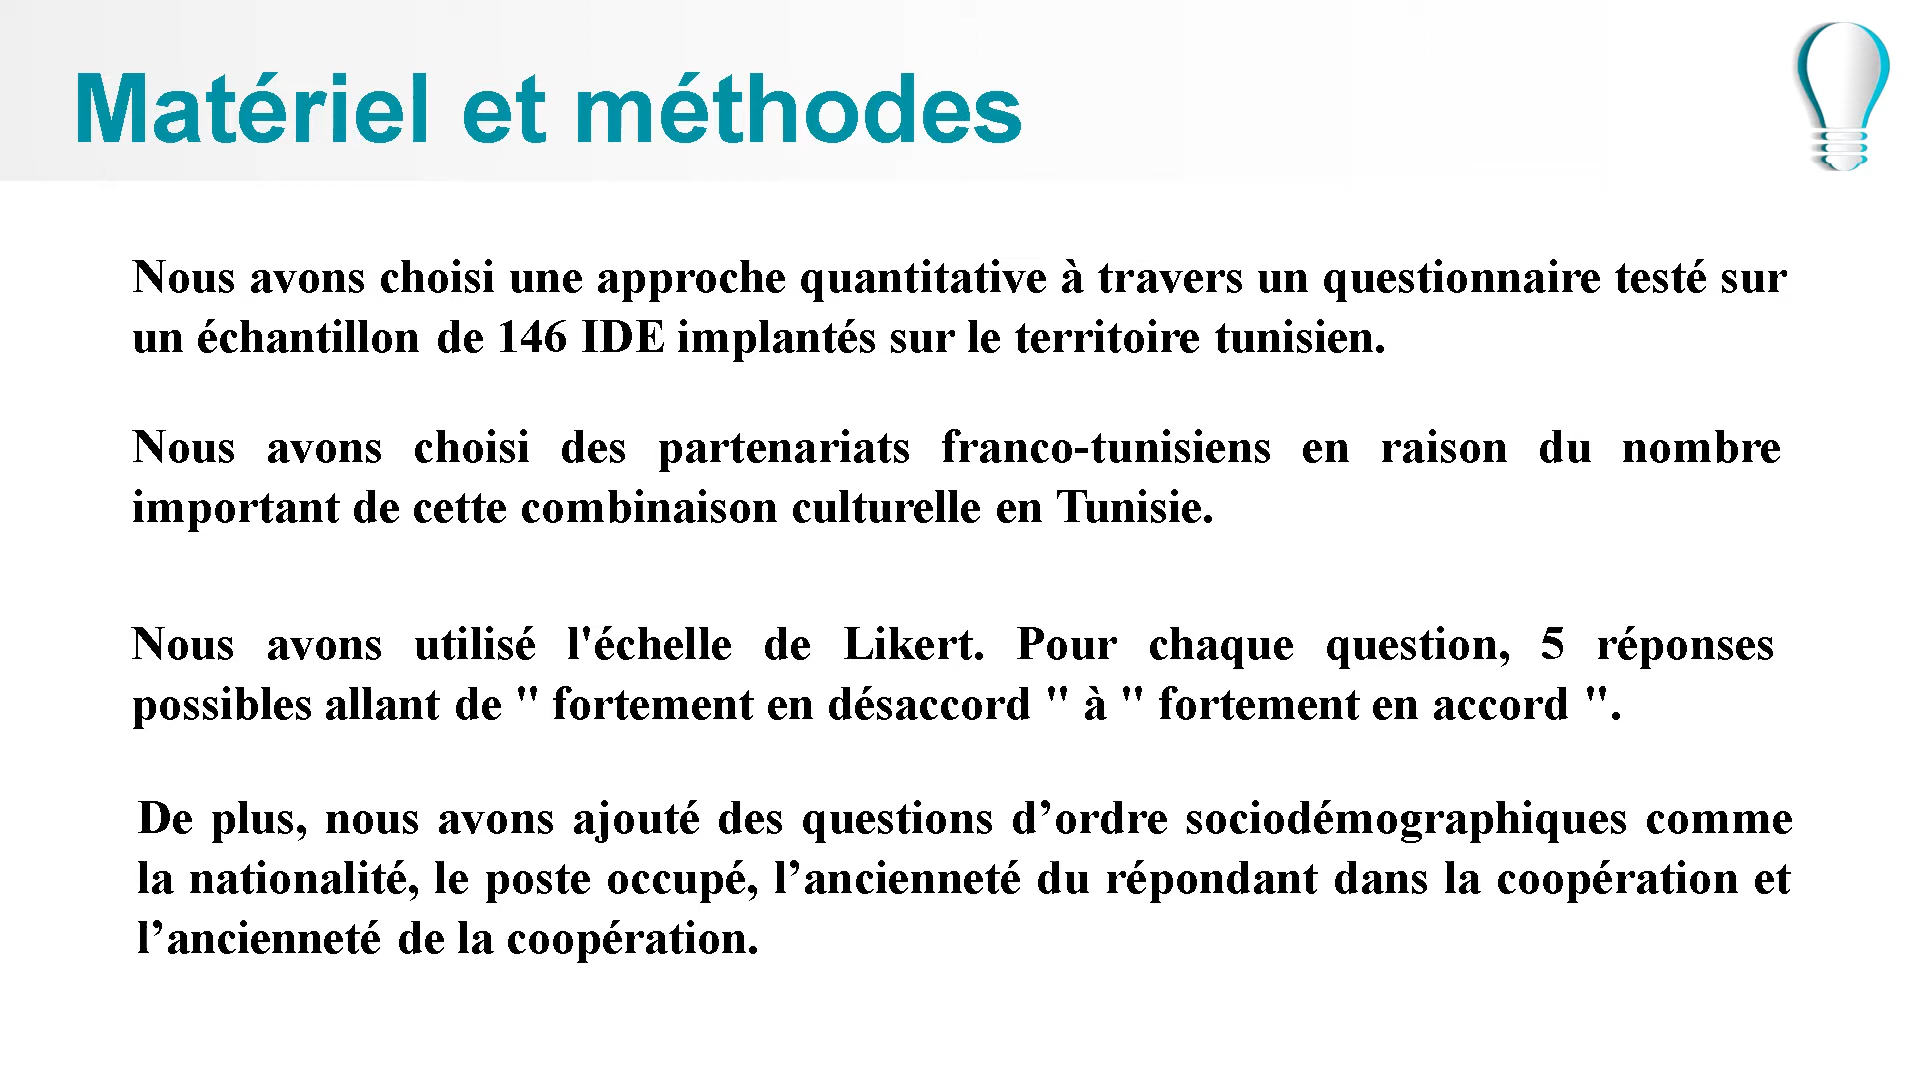 Matériel et méthodes
Nous avons choisi une approche quantitative à travers un questionnaire testé sur
un échantillon de 146 IDE implantés sur le territoire tunisien.
Nous avons choisi des partenariats franco-tunisiens en raison du nombre
important de cette combinaison culturelle en Tunisie.
Nous avons utilisé l'échelle de Likert. Pour chaque question, 5 réponses
possibles allant de " fortement en désaccord " à " fortement en accord ".
De plus, nous avons ajouté des questions d’ordre sociodémographiques comme
la nationalité, le poste occupé, l’ancienneté du répondant dans la coopération et
l’ancienneté de la coopération.